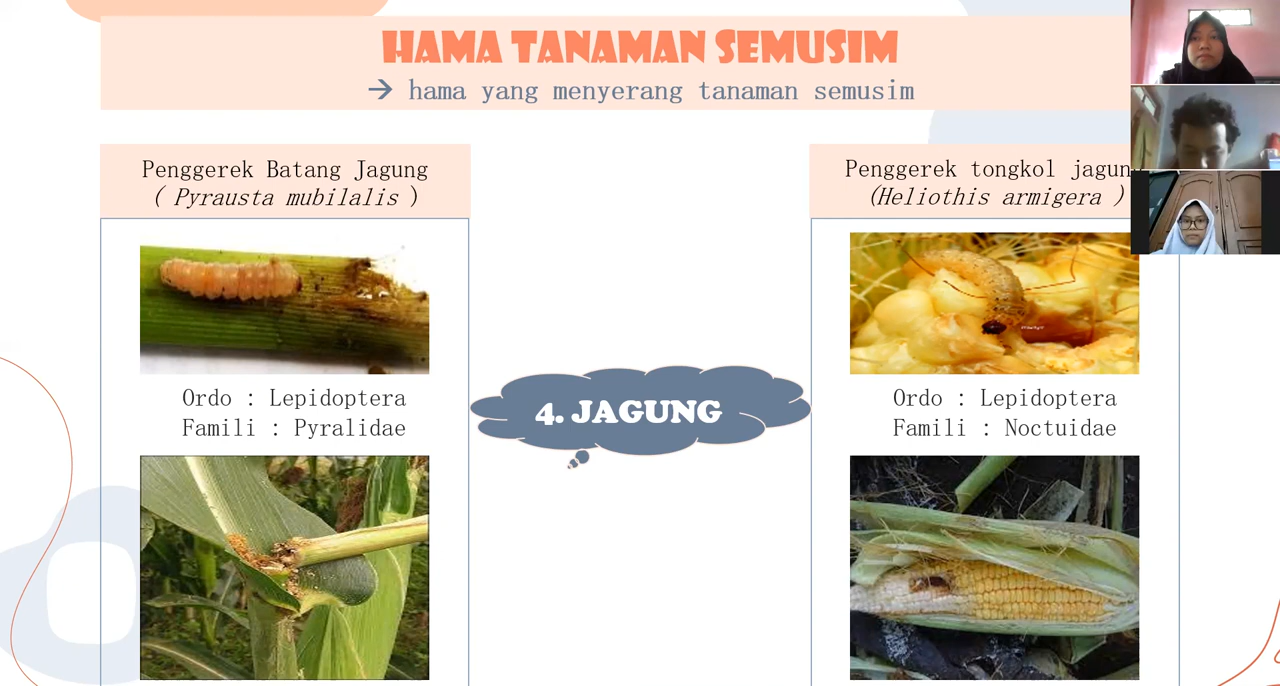 HAMA TANAMAN SEMUSIM
→ hama yang menyerang tanaman semusim
Penggerek Batang Jagung
( Pyrausta mubilalis )
Ordo : Lepidoptera
Famili : Pyralidae
4. JAGUNG
Penggerek tongkol jagung
(Heliothis armigera )
Ordo : Lepidoptera
Famili : Noctuidae